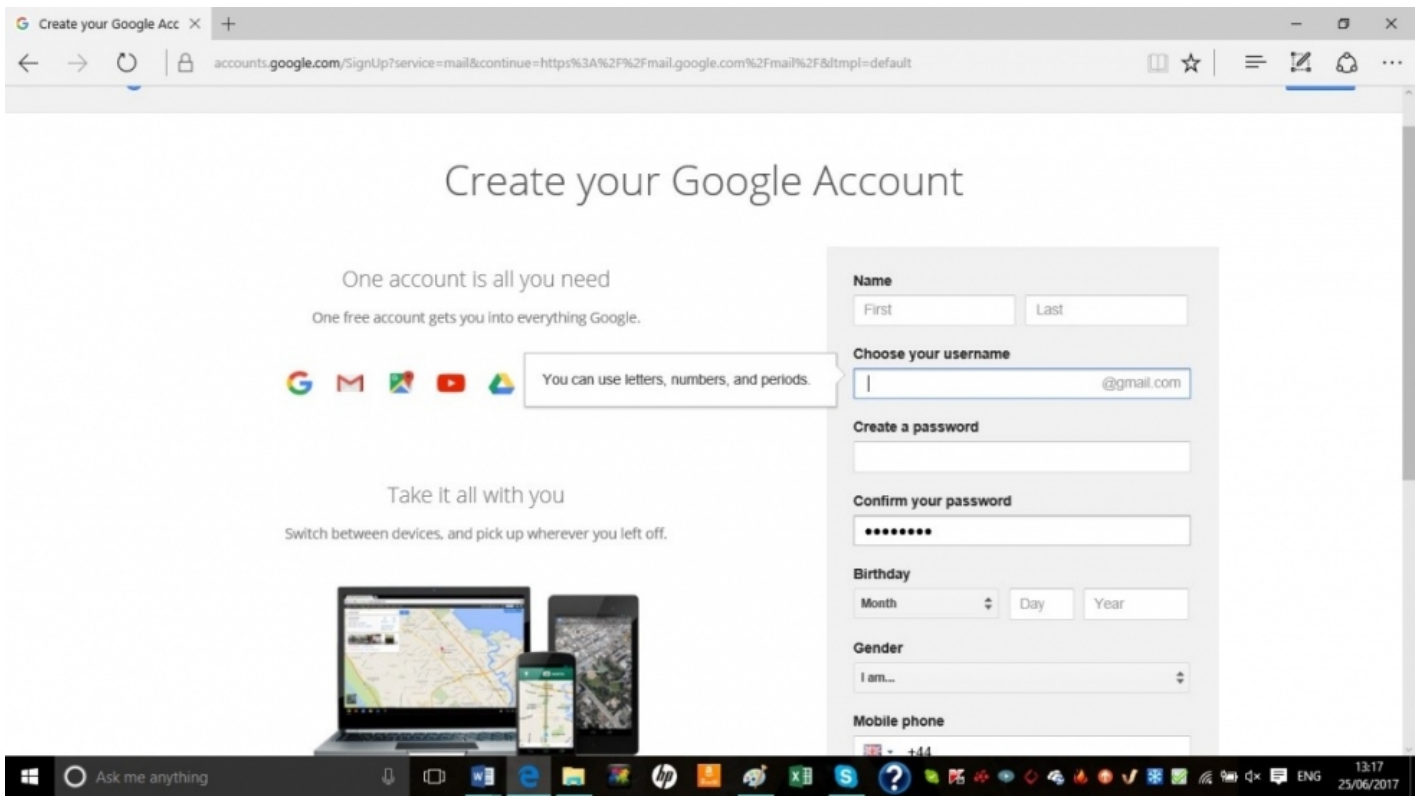 Create your Google Acc
accounts.google.com/SignUp?service=mail&continue=https%3A%2F%2Fmail.google.com%2Fmail%2F&ltmpl=default
Create your Google Account
One account is all you need
One free account gets you into everything Google.
Take it all with you
Switch between devices, and pick up wherever you left off.
Name
First Last
Choose your username
You can use letters, numbers, and periods.
@gmail.com
Create a password
Confirm your password
Birthday
Month Day Year
Gender
I am...
Mobile phone
+44
Ask me anything
ENG
13:17
25/06/2017